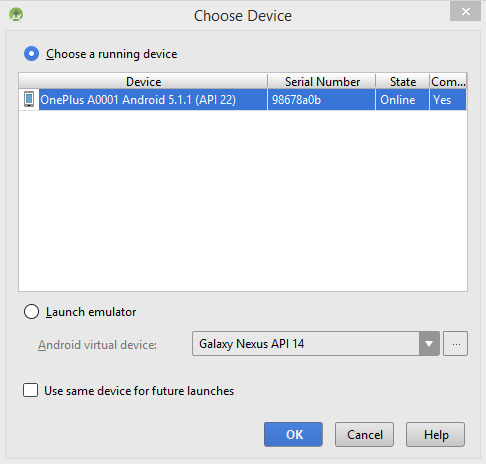 Choose Device
Choose a running device
Device Serial Number State Com...
OnePlus A0001 Android 5.1.1 (API 22) 98678a0b Online Yes
Launch emulator
Android virtual device: Galaxy Nexus API 14 ...
Use same device for future launches
OK Cancel Help